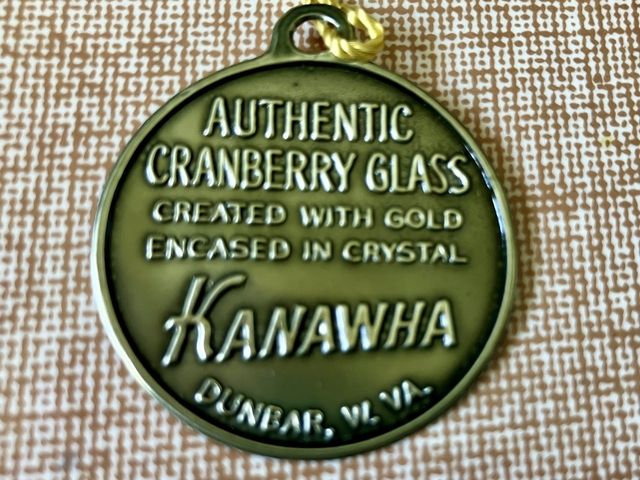 AUTHENTIC
CRANBERRY GLASS
CREATED WITH GOLD
ENCASED IN CRYSTAL
KANAWHA
DUNBAR, W. VA.